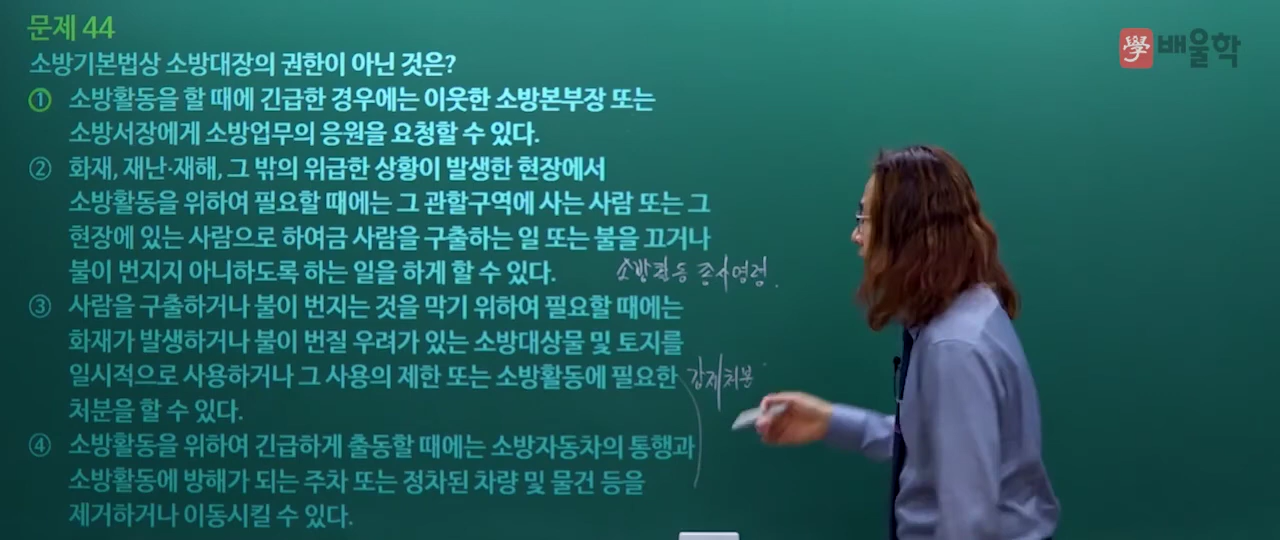 문제 44
學 배울학
소방기본법상 소방대장의 권한이 아닌 것은?
① 소방활동을 할 때에 긴급한 경우에는 이웃한 소방본부장 또는
소방서장에게 소방업무의 응원을 요청할 수 있다.
② 화재, 재난·재해, 그 밖의 위급한 상황이 발생한 현장에서
소방활동을 위하여 필요할 때에는 그 관할구역에 사는 사람 또는 그
현장에 있는 사람으로 하여금 사람을 구출하는 일 또는 불을 끄거나
불이 번지지 아니하도록 하는 일을 하게 할 수 있다. 소방활동 종사명령.
③ 사람을 구출하거나 불이 번지는 것을 막기 위하여 필요할 때에는
화재가 발생하거나 불이 번질 우려가 있는 소방대상물 및 토지를
일시적으로 사용하거나 그 사용의 제한 또는 소방활동에 필요한 강제처분
처분을 할 수 있다.
④ 소방활동을 위하여 긴급하게 출동할 때에는 소방자동차의 통행과
소방활동에 방해가 되는 주차 또는 정차된 차량 및 물건 등을
제거하거나 이동시킬 수 있다.